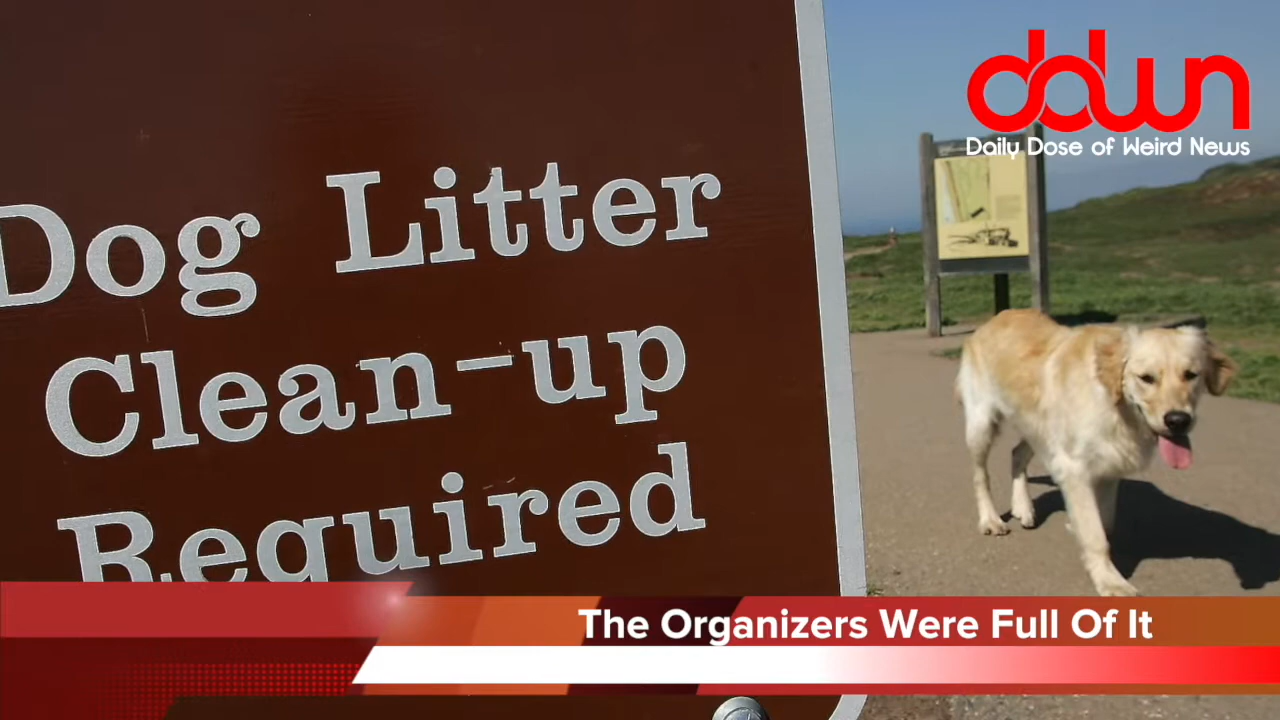 ddwn
Daily Dose of Weird News
Dog Litter
Clean-up
Required
The Organizers Were Full Of It